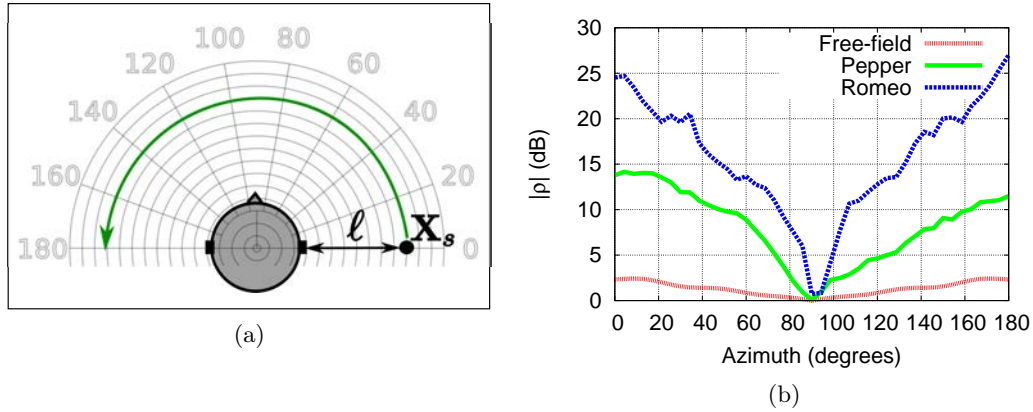 100 80
120 60
140 40
160 20
180 0
ℓ X_s
(a)
|ρ| (dB)
30
25
20
15
10
5
0
Free-field
Pepper
Romeo
0 20 40 60 80 100 120 140 160 180
Azimuth (degrees)
(b)